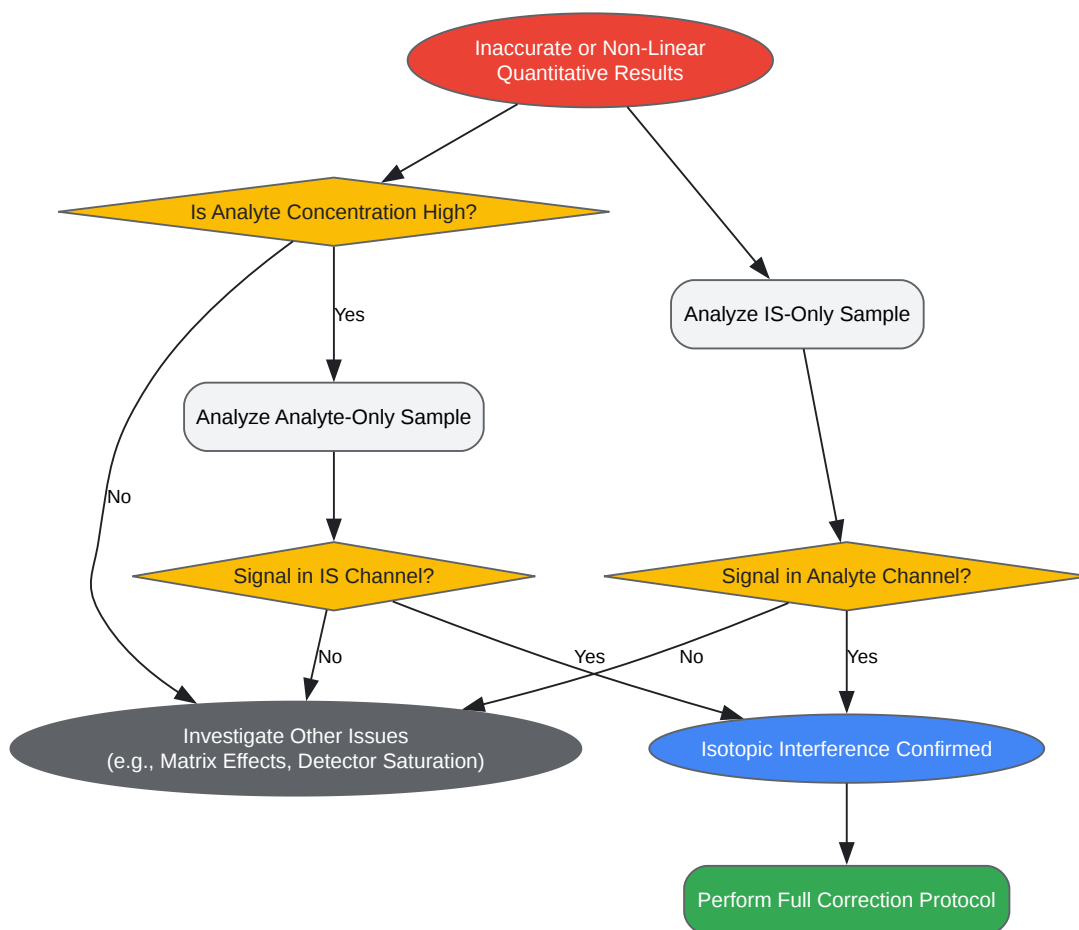 Inaccurate or Non-Linear
Quantitative Results
Is Analyte Concentration High?
Yes
Analyze IS-Only Sample
Analyze Analyte-Only Sample
No
Signal in IS Channel?
Signal in Analyte Channel?
No
Yes
No
Yes
Investigate Other Issues
(e.g., Matrix Effects, Detector Saturation)
Isotopic Interference Confirmed
Perform Full Correction Protocol